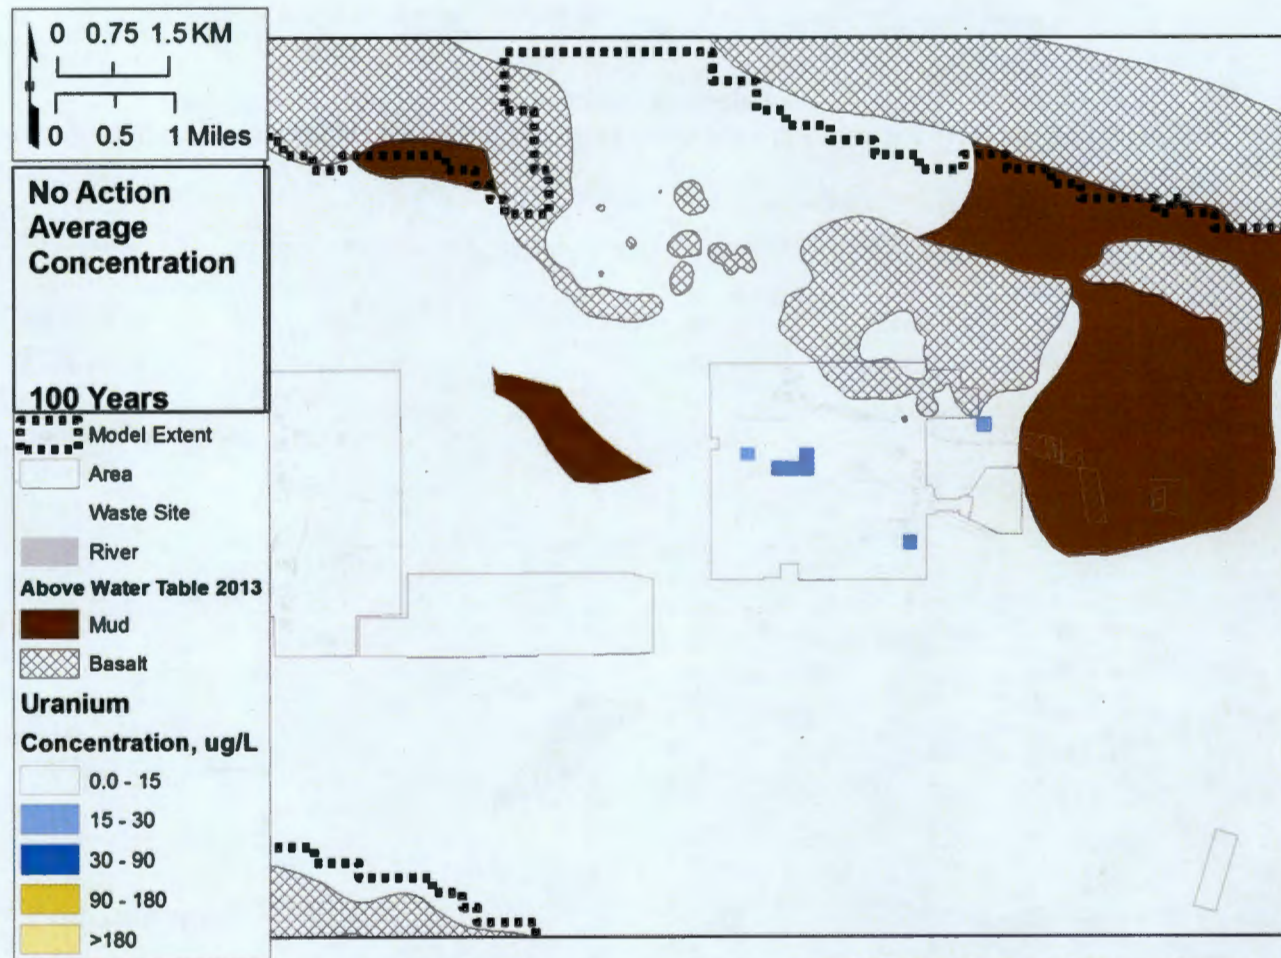 0 0.75 1.5 KM
0 0.5 1 Miles
No Action
Average
Concentration
100 Years
Model Extent
Area
Waste Site
River
Above Water Table 2013
Mud
Basalt
Uranium
Concentration, ug/L
0.0 - 15
15 - 30
30 - 90
90 - 180
>180